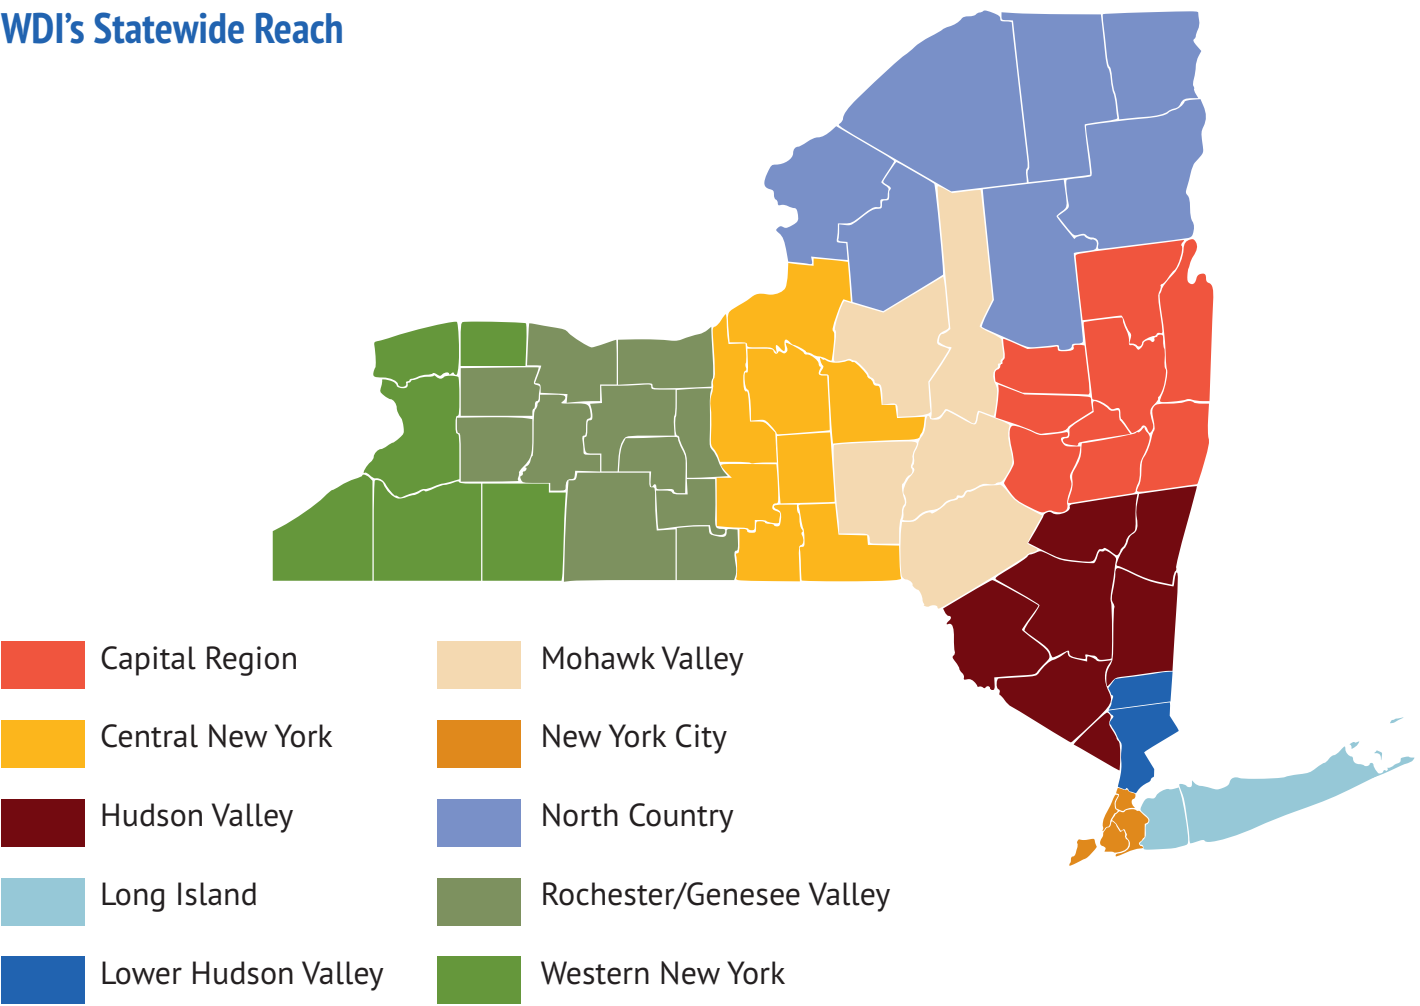 WDI’s Statewide Reach
Capital Region
Central New York
Hudson Valley
Long Island
Lower Hudson Valley
Mohawk Valley
New York City
North Country
Rochester/Genesee Valley
Western New York